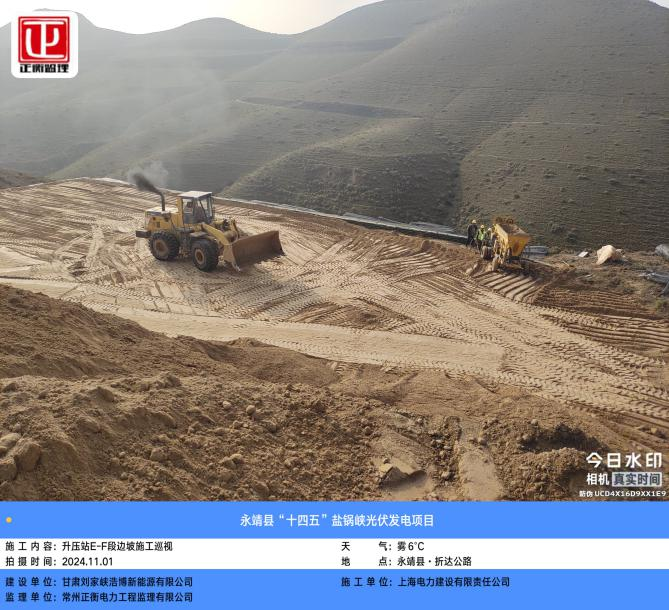 正衡监理
今日水印
相机 真实时间
防伪 UCD4X16D9XX1E9
永靖县“十四五”盐锅峡光伏发电项目
施工内容：升压站E-F段边坡施工巡视
天 气：雾 6℃
拍摄时间：2024.11.01
地 点：永靖县·折达公路
建设单位：甘肃刘家峡浩博新能源有限公司
施工单位：上海电力建设有限责任公司
监理单位：常州正衡电力工程监理有限公司